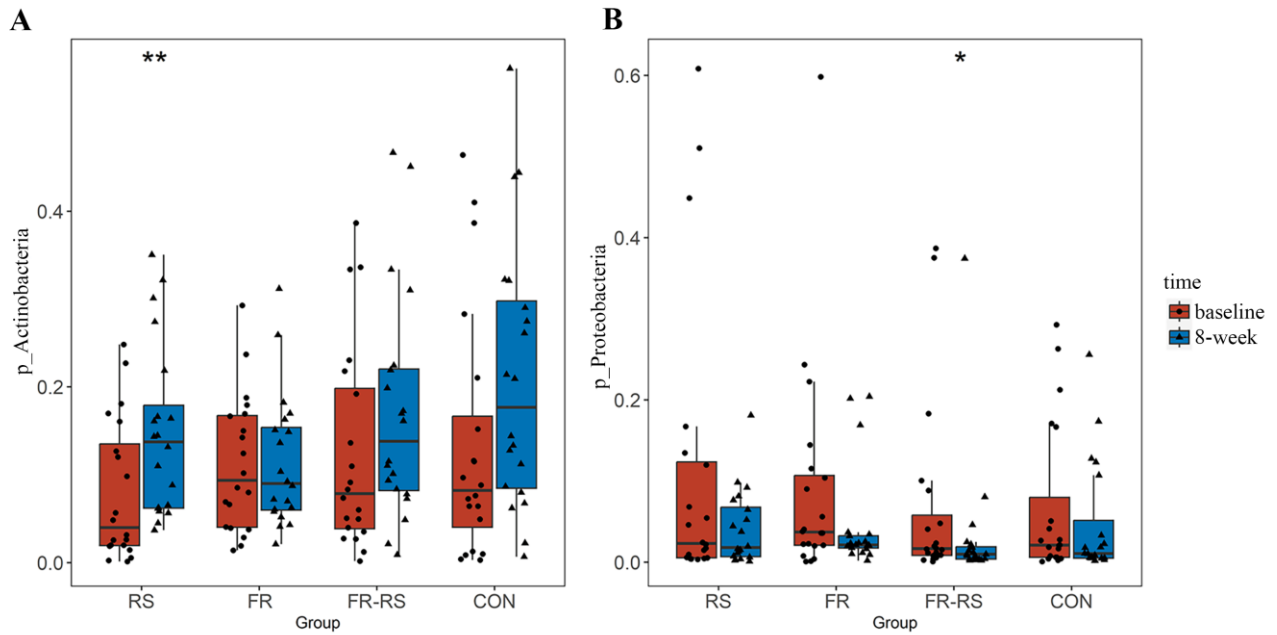 A
**
p_Actinobacteria
0.4
0.2
0.0
RS FR FR-RS CON
Group
B
*
p_Proteobacteria
0.6
0.4
0.2
0.0
RS FR FR-RS CON
Group
time
baseline
8-week